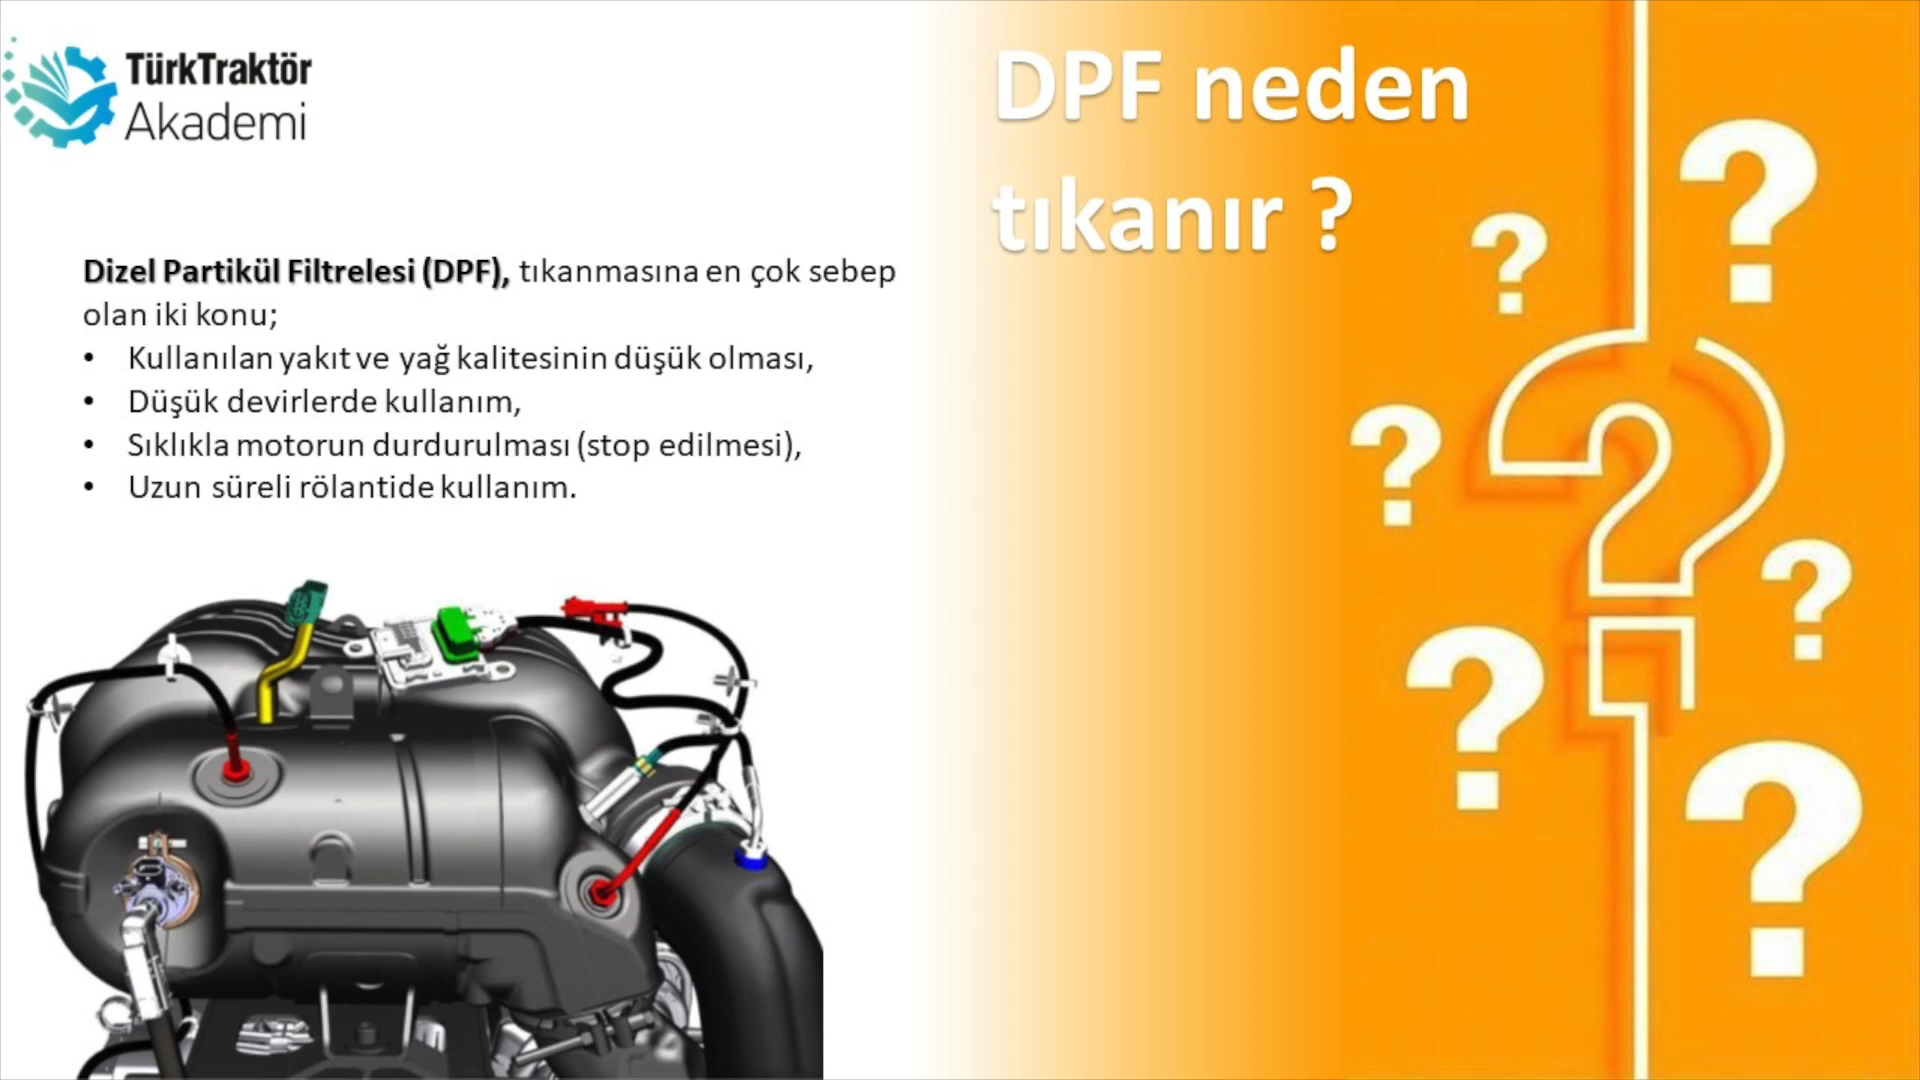 TürkTraktör
Akademi
DPF neden
tıkanır ?
Dizel Partikül Filtrelesi (DPF), tıkanmasına en çok sebep
olan iki konu;
• Kullanılan yakıt ve yağ kalitesinin düşük olması,
• Düşük devirlerde kullanım,
• Sıklıkla motorun durdurulması (stop edilmesi),
• Uzun süreli rölantide kullanım.